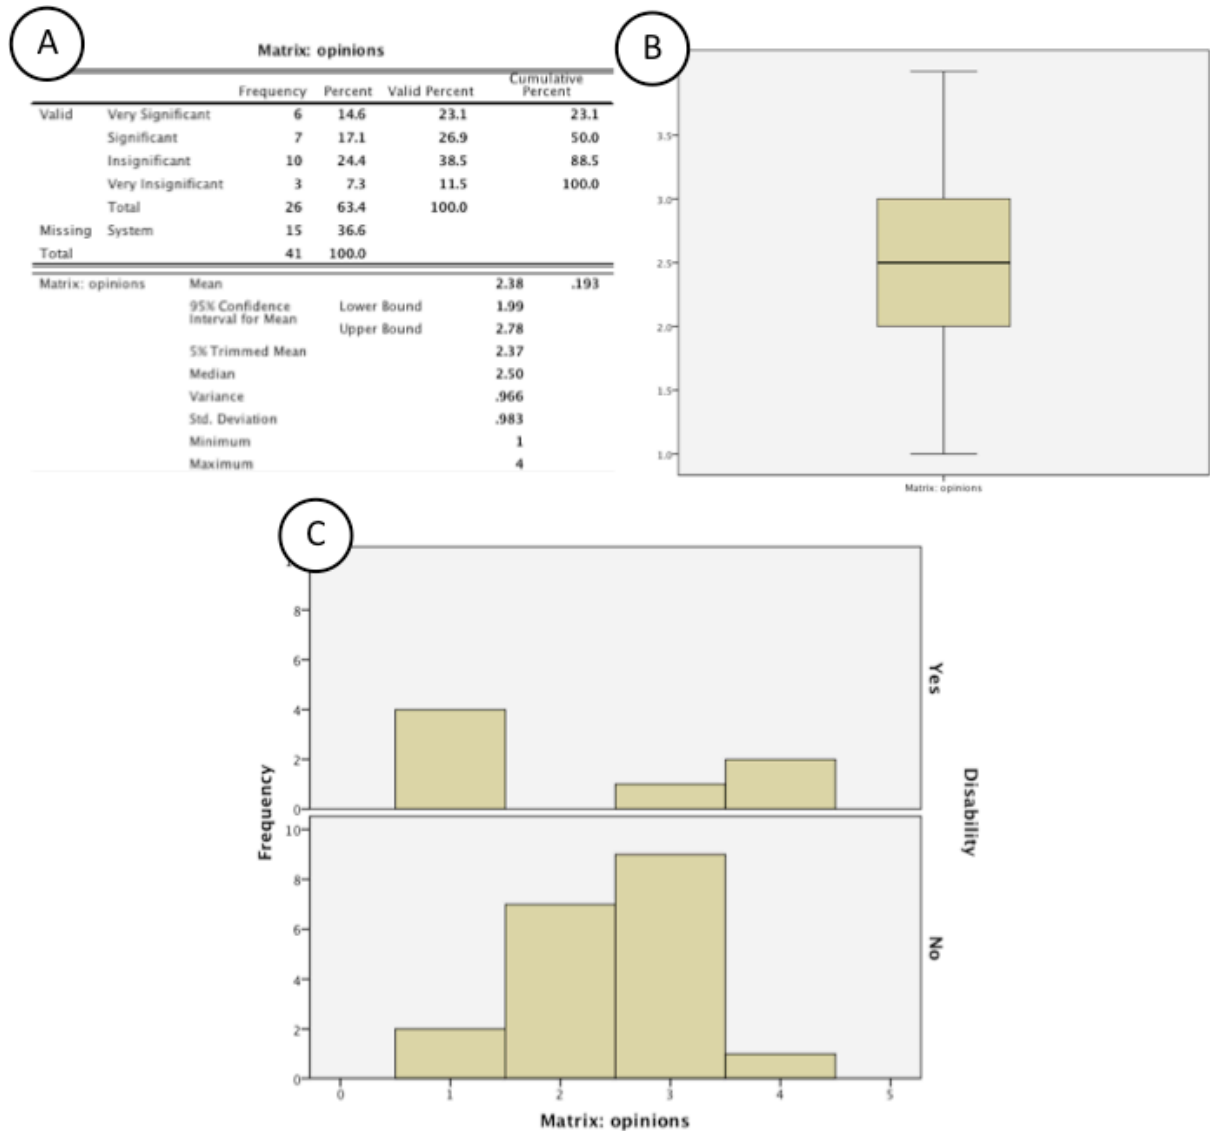 A
Matrix: opinions
Frequency Percent Valid Percent Cumulative Percent
Valid Very Significant 6 14.6 23.1 23.1
Significant 7 17.1 26.9 50.0
Insignificant 10 24.4 38.5 88.5
Very Insignificant 3 7.3 11.5 100.0
Total 26 63.4 100.0
Missing System 15 36.6
Total 41 100.0
Matrix: opinions Mean 2.38 .193
95% Confidence Interval for Mean Lower Bound 1.99
Upper Bound 2.78
5% Trimmed Mean 2.37
Median 2.50
Variance .966
Std. Deviation .983
Minimum 1
Maximum 4
B
3.5
3.0
2.5
2.0
1.5
1.0
Matrix: opinions
C
8
6
4
2
0
Yes
10
8
6
4
2
0
No
Frequency
Disability
0 1 2 3 4 5
Matrix: opinions